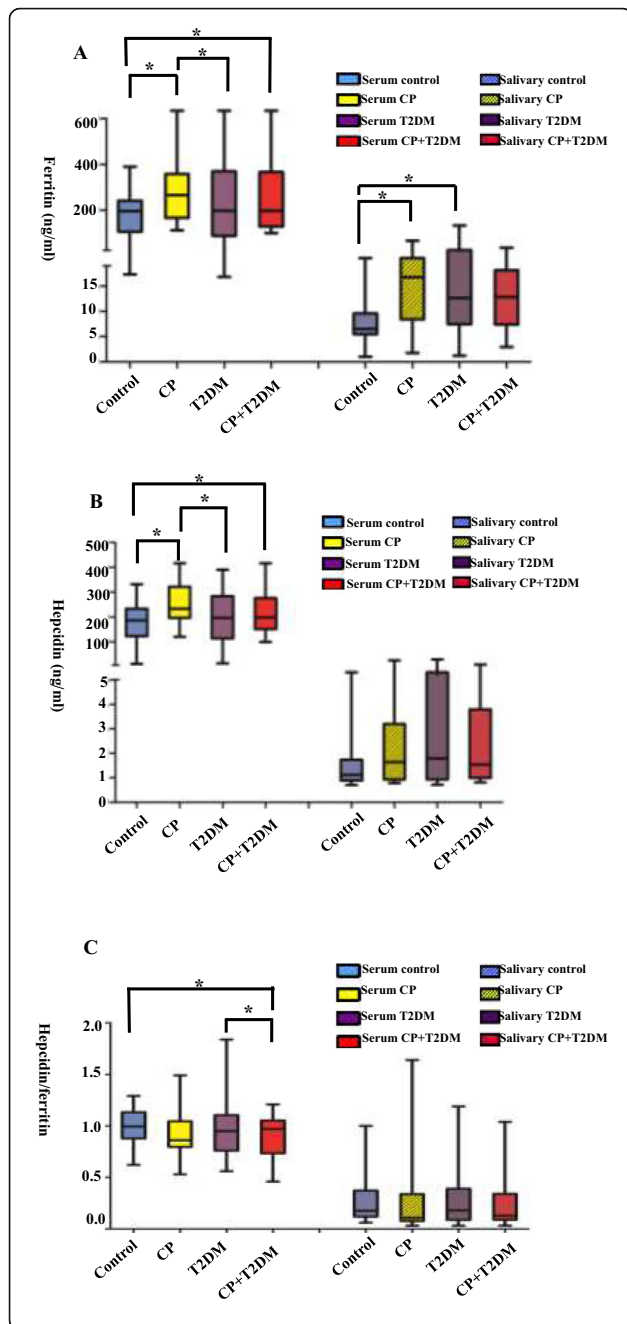 A
*
*
*
Serum control
Salivary control
Serum CP
Salivary CP
Serum T2DM
Salivary T2DM
Serum CP+T2DM
Salivary CP+T2DM
Ferritin (ng/ml)
600
400
200
15
10
5
0
*
*
Control
CP
T2DM
CP+T2DM
Control
CP
T2DM
CP+T2DM
B
*
*
*
Serum control
Salivary control
Serum CP
Salivary CP
Serum T2DM
Salivary T2DM
Serum CP+T2DM
Salivary CP+T2DM
Hepcidin (ng/ml)
500
400
300
200
100
5
4
3
2
1
0
Control
CP
T2DM
CP+T2DM
Control
CP
T2DM
CP+T2DM
C
*
*
Serum control
Salivary control
Serum CP
Salivary CP
Serum T2DM
Salivary T2DM
Serum CP+T2DM
Salivary CP+T2DM
Hepcidin/ferritin
2.0
1.5
1.0
0.5
0.0
Control
CP
T2DM
CP+T2DM
Control
CP
T2DM
CP+T2DM